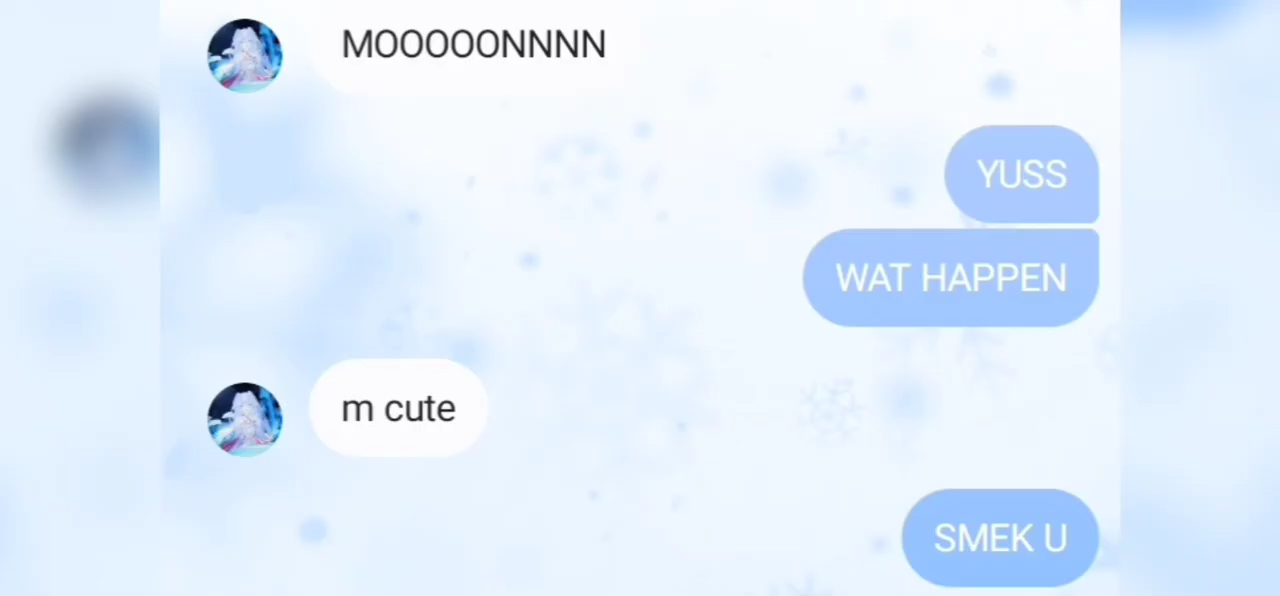 MOOOOONNNN
YUSS
WAT HAPPEN
m cute
SMEK U